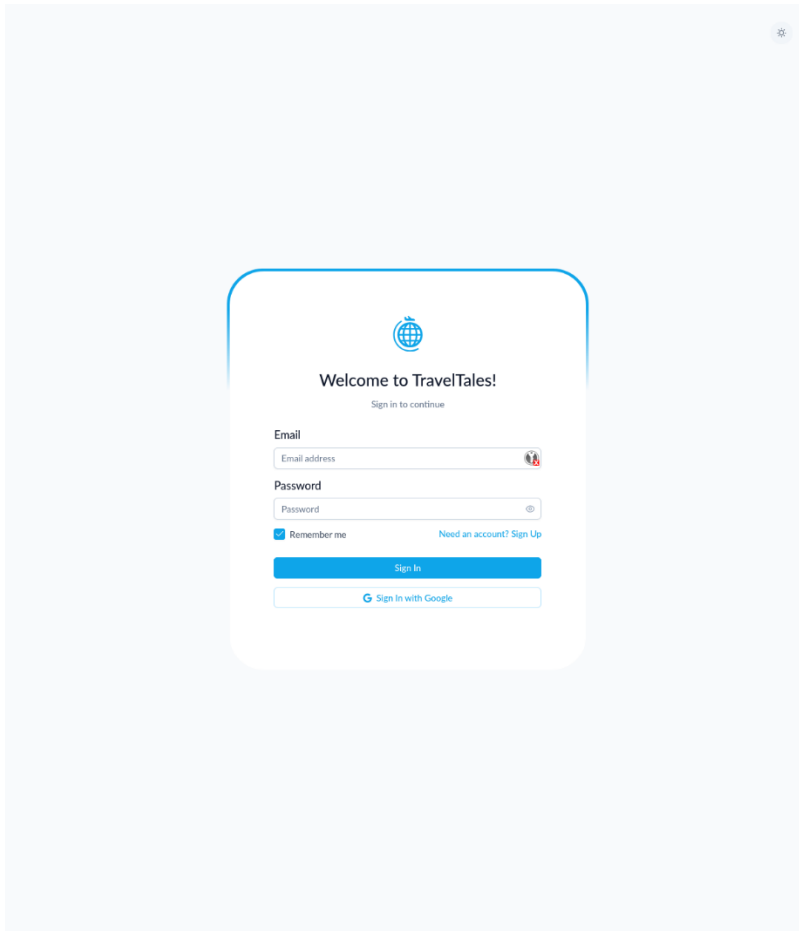 Welcome to TravelTales!
Sign in to continue
Email
Email address
Password
Password
Remember me
Need an account? Sign Up
Sign In
Sign In with Google